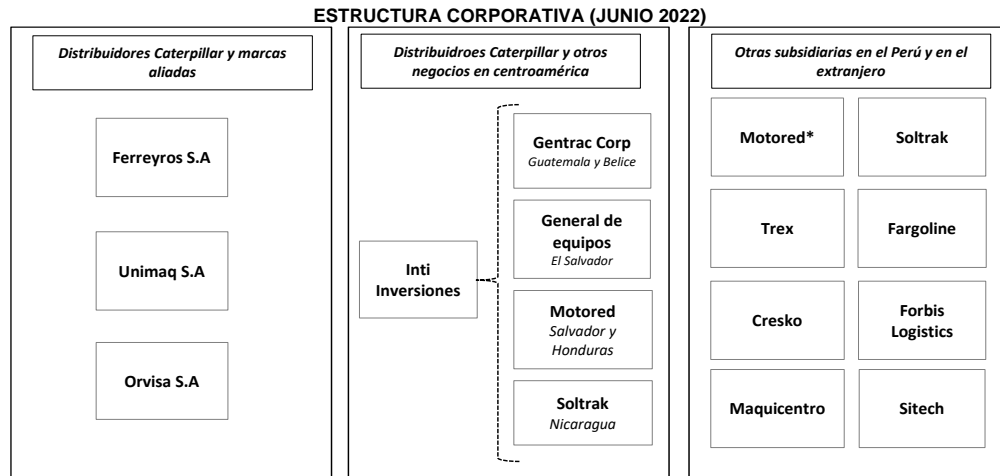 ESTRUCTURA CORPORATIVA (JUNIO 2022)
Distribuidores Caterpillar y marcas
aliadas
Ferreyros S.A
Unimaq S.A
Orvisa S.A
Distribuidroes Caterpillar y otros
negocios en centroamérica
Inti
Inversiones
Gentrac Corp
Guatemala y Belice
General de
equipos
El Salvador
Motored
Salvador y
Honduras
Soltrak
Nicaragua
Otras subsidiarias en el Perú y en el
extranjero
Motored*
Soltrak
Trex
Fargoline
Cresko
Forbis
Logistics
Maquicentro
Sitech